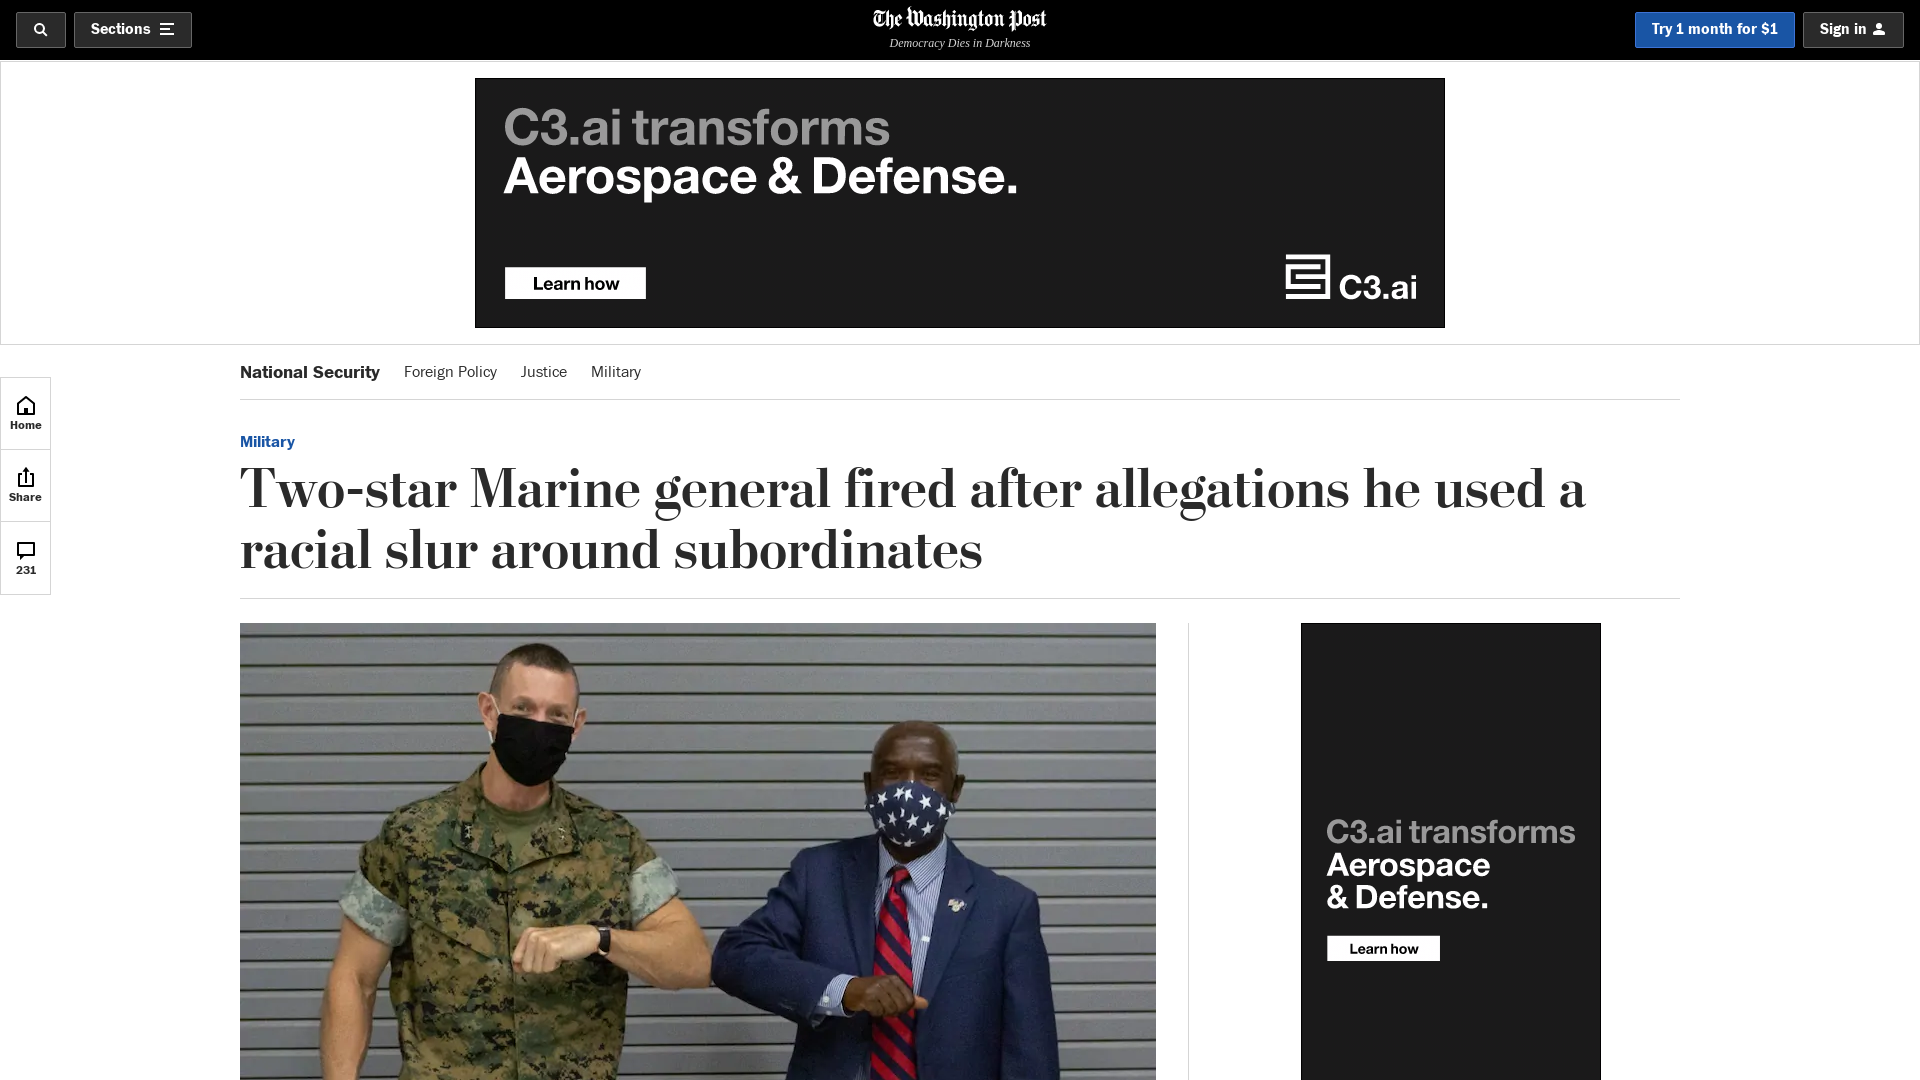 Sections
The Washington Post
Democracy Dies in Darkness
Try 1 month for $1
Sign in
C3.ai transforms
Aerospace & Defense.
Learn how
C3.ai
National Security
Foreign Policy
Justice
Military
Home
Share
231
Military
Two-star Marine general fired after allegations he used a
racial slur around subordinates
C3.ai transforms
Aerospace
& Defense.
Learn how